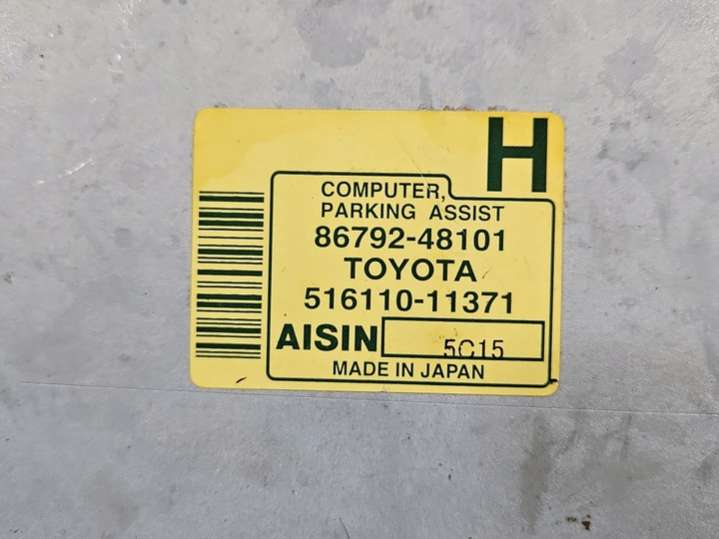 H
COMPUTER,
PARKING ASSIST
86792-48101
TOYOTA
516110-11371
AISIN 5C15
MADE IN JAPAN